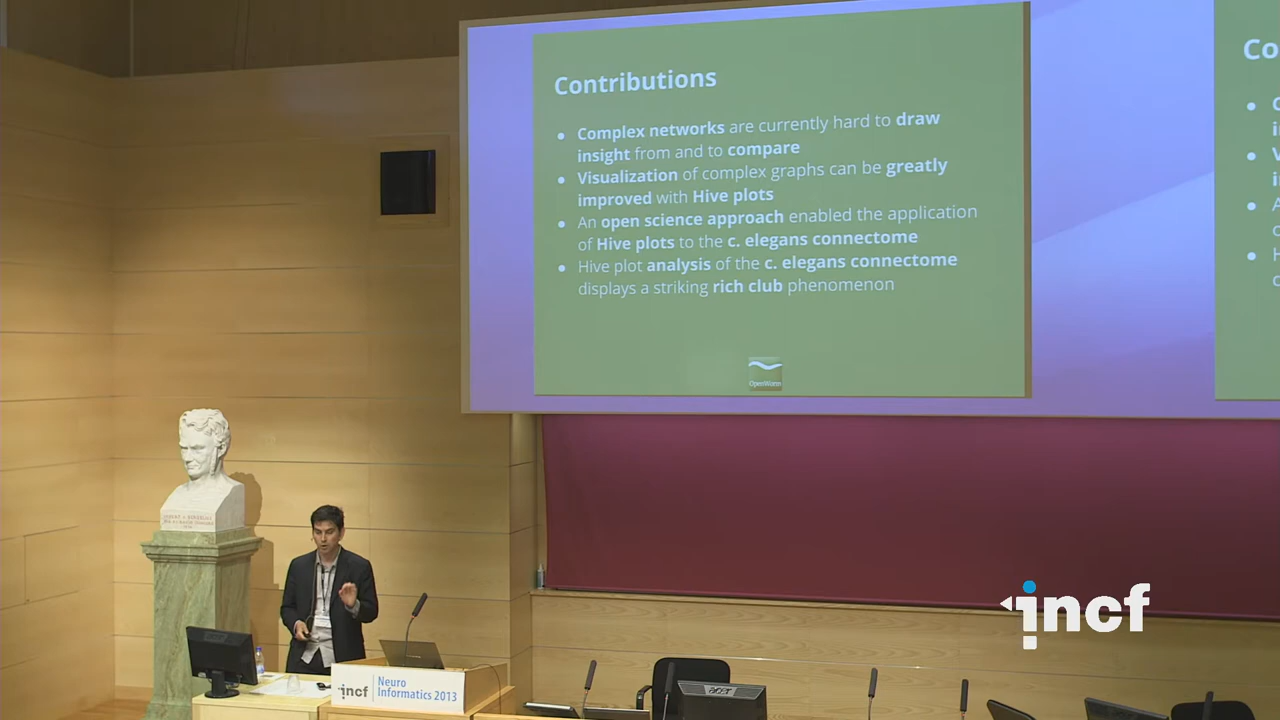 Contributions
● Complex networks are currently hard to draw
insight from and to compare
● Visualization of complex graphs can be greatly
improved with Hive plots
● An open science approach enabled the application
of Hive plots to the c. elegans connectome
● Hive plot analysis of the c. elegans connectome
displays a striking rich club phenomenon
OpenWorm
Co
incf
incf
Neuro
Informatics 2013
acer